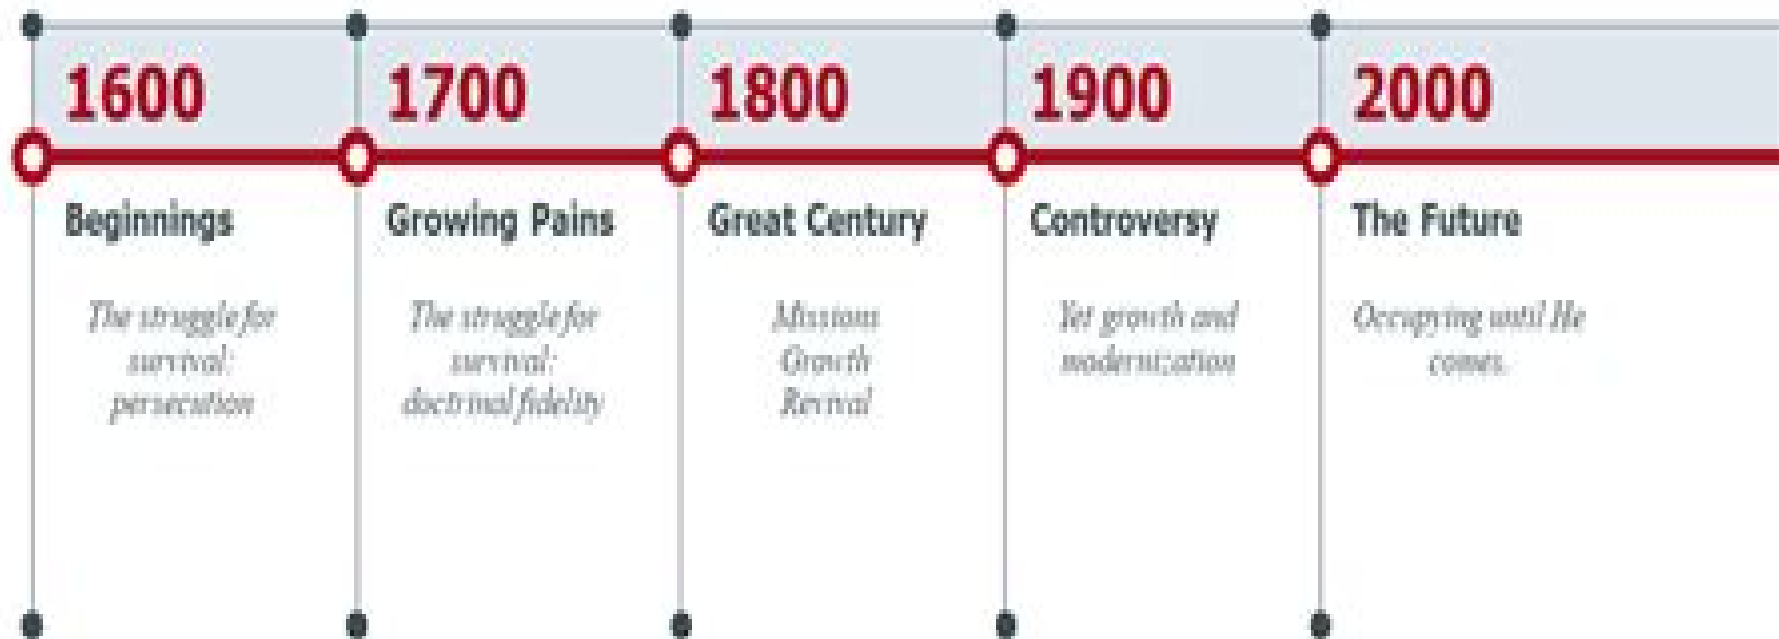 1600
Beginnings
The struggle for
survival:
persecution
1700
Growing Pains
The struggle for
survival:
doctrinal fidelity
1800
Great Century
Missions
Growth
Revival
1900
Controversy
Yet growth and
modernization
2000
The Future
Occupying until He
comes.